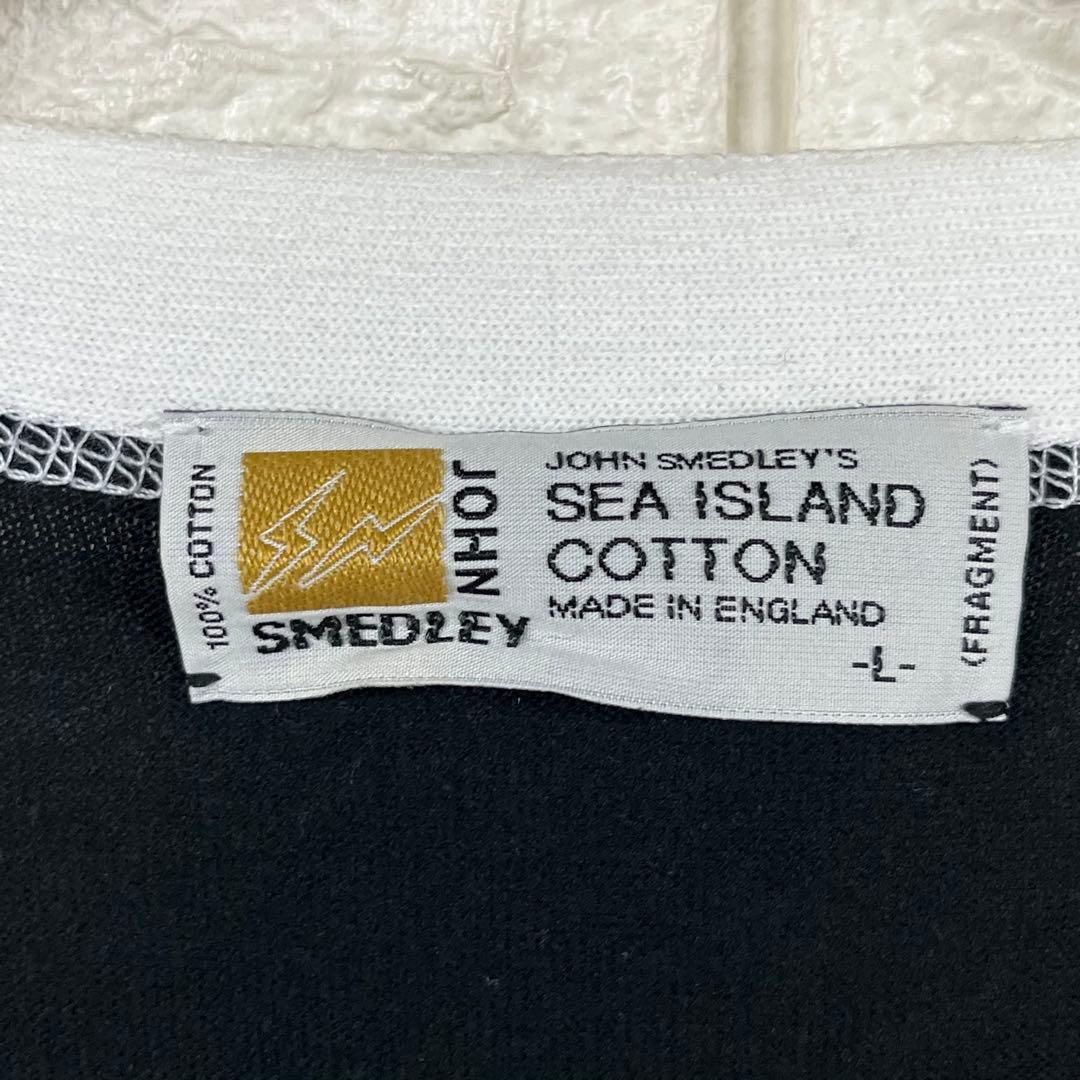 100% COTTON
JOHN
SMEDLEY
JOHN SMEDLEY'S
SEA ISLAND
COTTON
MADE IN ENGLAND
-L-
(FRAGMENT)